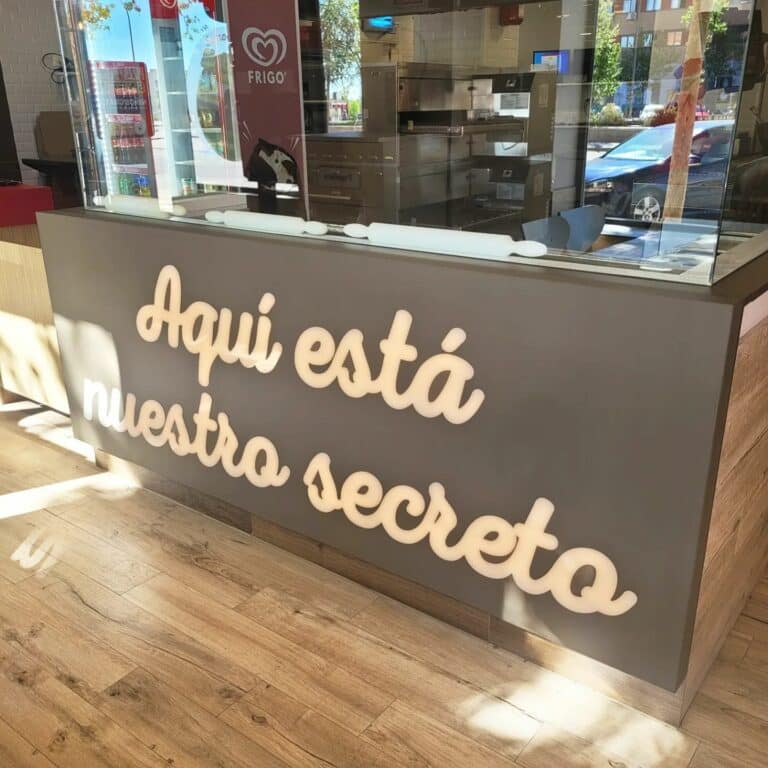 FRIGO
Aquí está
nuestro secreto